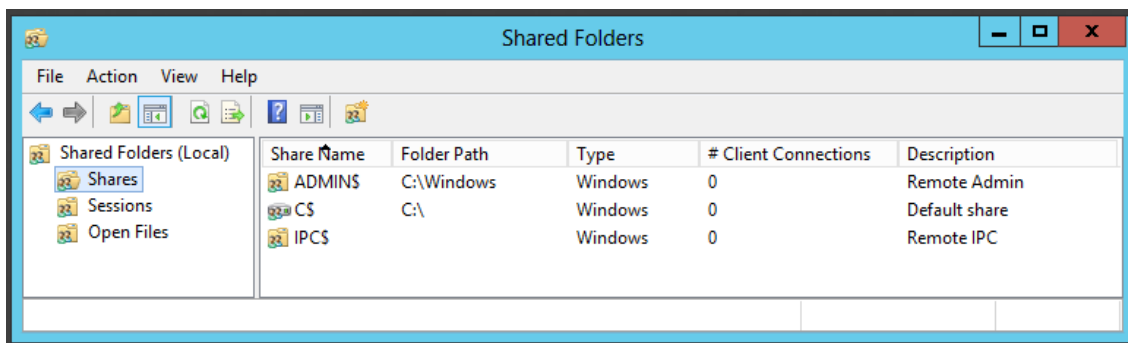 Shared Folders
File Action View Help
Shared Folders (Local)
Shares
Sessions
Open Files
Share Name Folder Path Type # Client Connections Description
ADMIN$ C:\Windows Windows 0 Remote Admin
C$ C:\ Windows 0 Default share
IPC$ Windows 0 Remote IPC